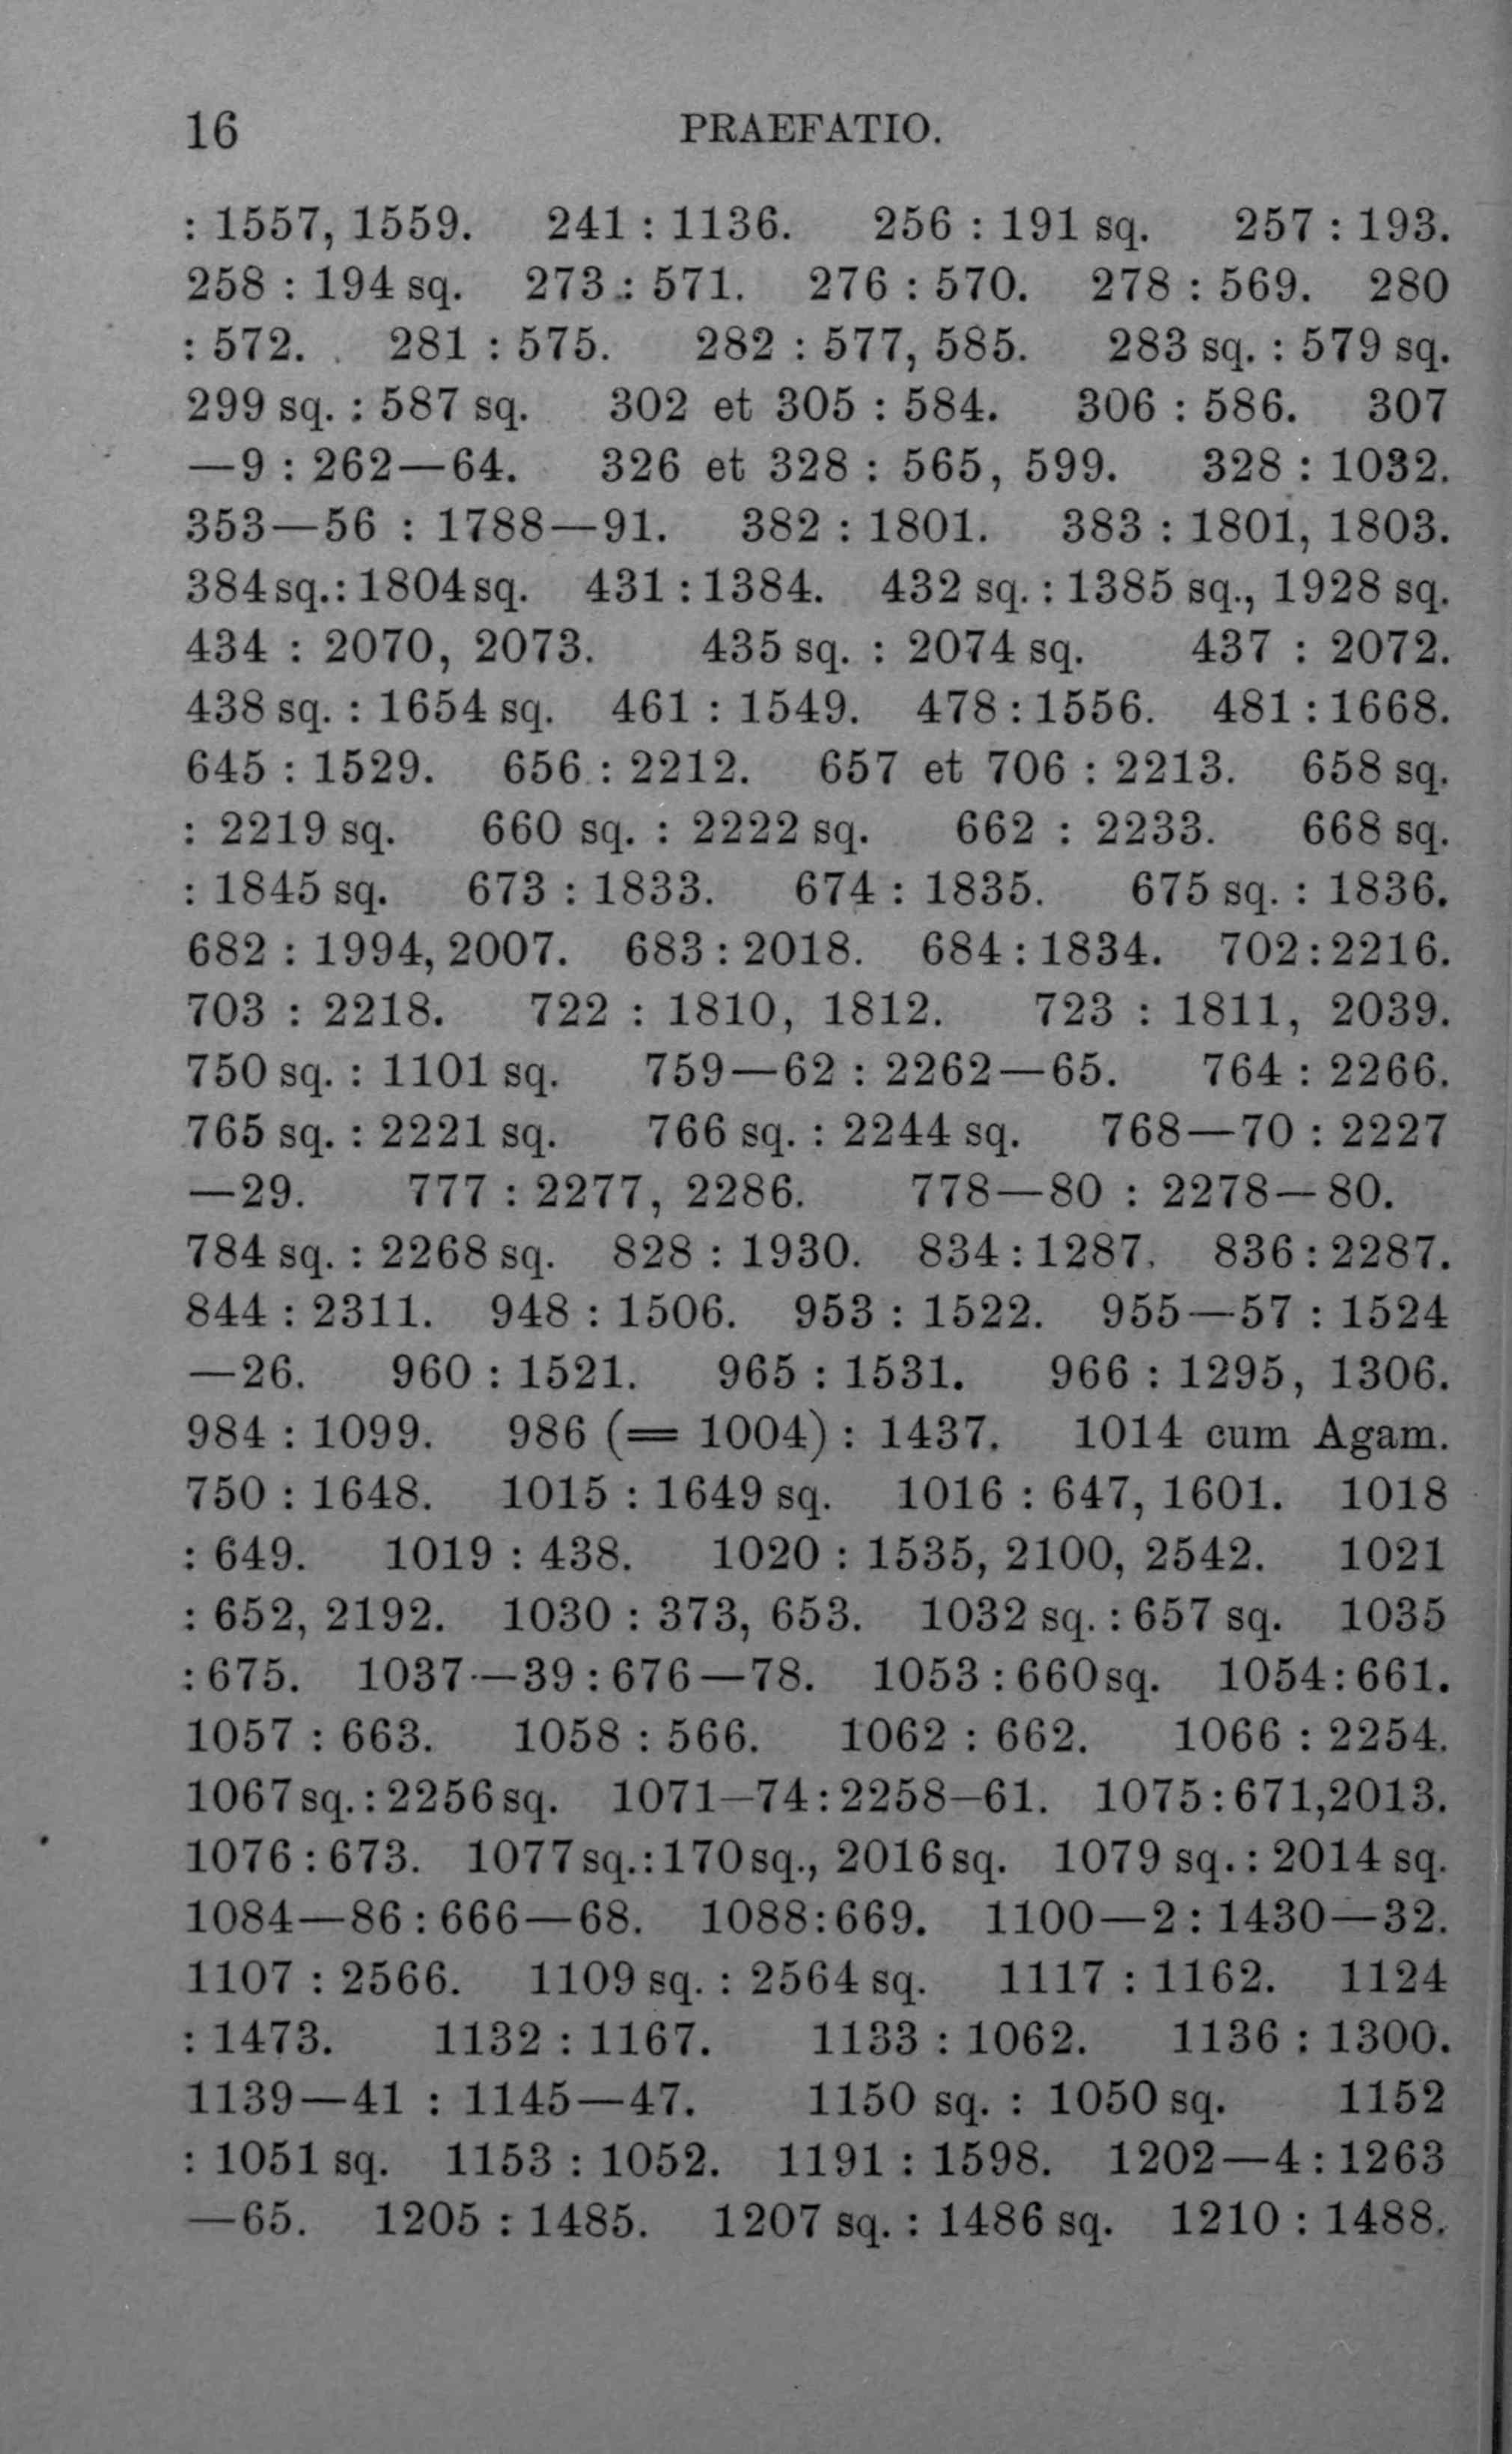 16 PRAEFATIO.
: 1557, 1559. 241 : 1136. 256 : 191 sq. 257 : 193.
258 : 194 sq. 273 : 571. 276 : 570. 278 : 569. 280
: 572. 281 : 575. 282 : 577, 585. 283 sq. : 579 sq.
299 sq. : 587 sq. 302 et 305 : 584. 306 : 586. 307
—9 : 262—64. 326 et 328 : 565, 599. 328 : 1032.
353—56 : 1788—91. 382 : 1801. 383 : 1801, 1803.
384 sq. : 1804 sq. 431 : 1384. 432 sq. : 1385 sq., 1928 sq.
434 : 2070, 2073. 435 sq. : 2074 sq. 437 : 2072.
438 sq. : 1654 sq. 461 : 1549. 478 : 1556. 481 : 1668.
645 : 1529. 656 : 2212. 657 et 706 : 2213. 658 sq.
: 2219 sq. 660 sq. : 2222 sq. 662 : 2233. 668 sq.
: 1845 sq. 673 : 1833. 674 : 1835. 675 sq. : 1836.
682 : 1994, 2007. 683 : 2018. 684 : 1834. 702 : 2216.
703 : 2218. 722 : 1810, 1812. 723 : 1811, 2039.
750 sq. : 1101 sq. 759—62 : 2262—65. 764 : 2266.
765 sq. : 2221 sq. 766 sq. : 2244 sq. 768—70 : 2227
—29. 777 : 2277, 2286. 778—80 : 2278—80.
784 sq. : 2268 sq. 828 : 1930. 834 : 1287. 836 : 2287.
844 : 2311. 948 : 1506. 953 : 1522. 955—57 : 1524
—26. 960 : 1521. 965 : 1531. 966 : 1295, 1306.
984 : 1099. 986 (= 1004) : 1437. 1014 cum Agam.
750 : 1648. 1015 : 1649 sq. 1016 : 647, 1601. 1018
: 649. 1019 : 438. 1020 : 1535, 2100, 2542. 1021
: 652, 2192. 1030 : 373, 653. 1032 sq. : 657 sq. 1035
: 675. 1037—39 : 676—78. 1053 : 660 sq. 1054 : 661.
1057 : 663. 1058 : 566. 1062 : 662. 1066 : 2254.
1067 sq. : 2256 sq. 1071—74 : 2258—61. 1075 : 671, 2013.
1076 : 673. 1077 sq. : 170 sq., 2016 sq. 1079 sq. : 2014 sq.
1084—86 : 666—68. 1088 : 669. 1100—2 : 1430—32.
1107 : 2566. 1109 sq. : 2564 sq. 1117 : 1162. 1124
: 1473. 1132 : 1167. 1133 : 1062. 1136 : 1300.
1139—41 : 1145—47. 1150 sq. : 1050 sq. 1152
: 1051 sq. 1153 : 1052. 1191 : 1598. 1202—4 : 1263
—65. 1205 : 1485. 1207 sq. : 1486 sq. 1210 : 1488.